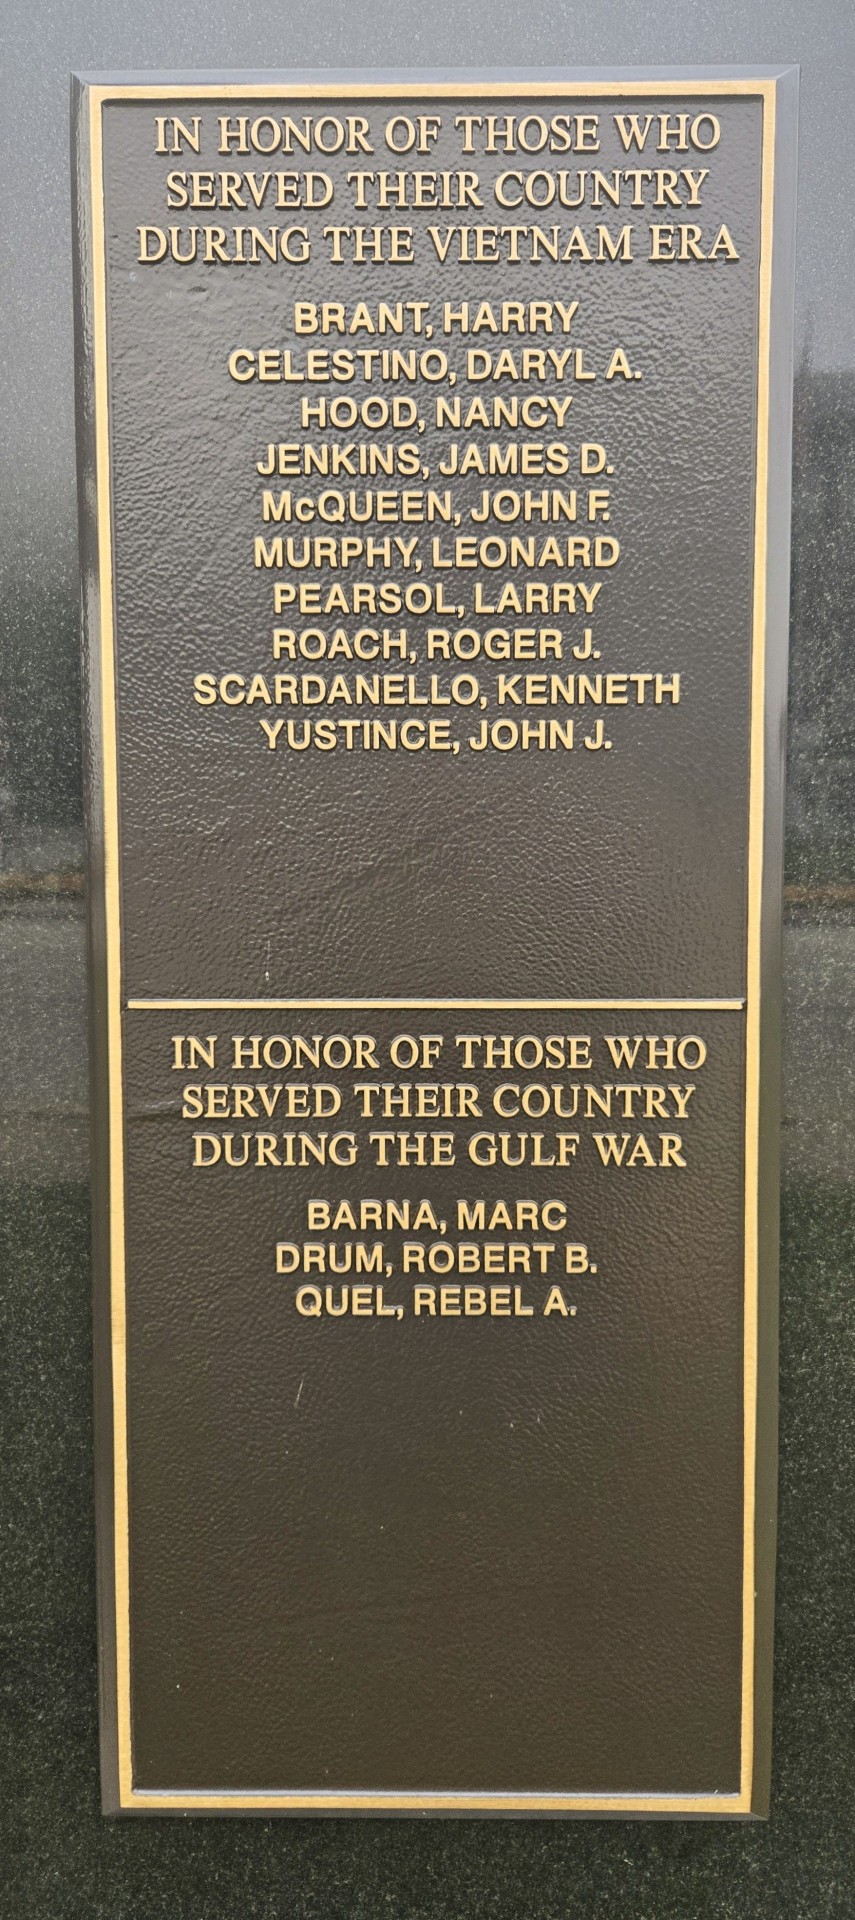 IN HONOR OF THOSE WHO
SERVED THEIR COUNTRY
DURING THE VIETNAM ERA
BRANT, HARRY
CELESTINO, DARYL A.
HOOD, NANCY
JENKINS, JAMES D.
McQUEEN, JOHN F.
MURPHY, LEONARD
PEARSOL, LARRY
ROACH, ROGER J.
SCARDANELLO, KENNETH
YUSTINCE, JOHN J.
IN HONOR OF THOSE WHO
SERVED THEIR COUNTRY
DURING THE GULF WAR
BARNA, MARC
DRUM, ROBERT B.
QUEL, REBEL A.